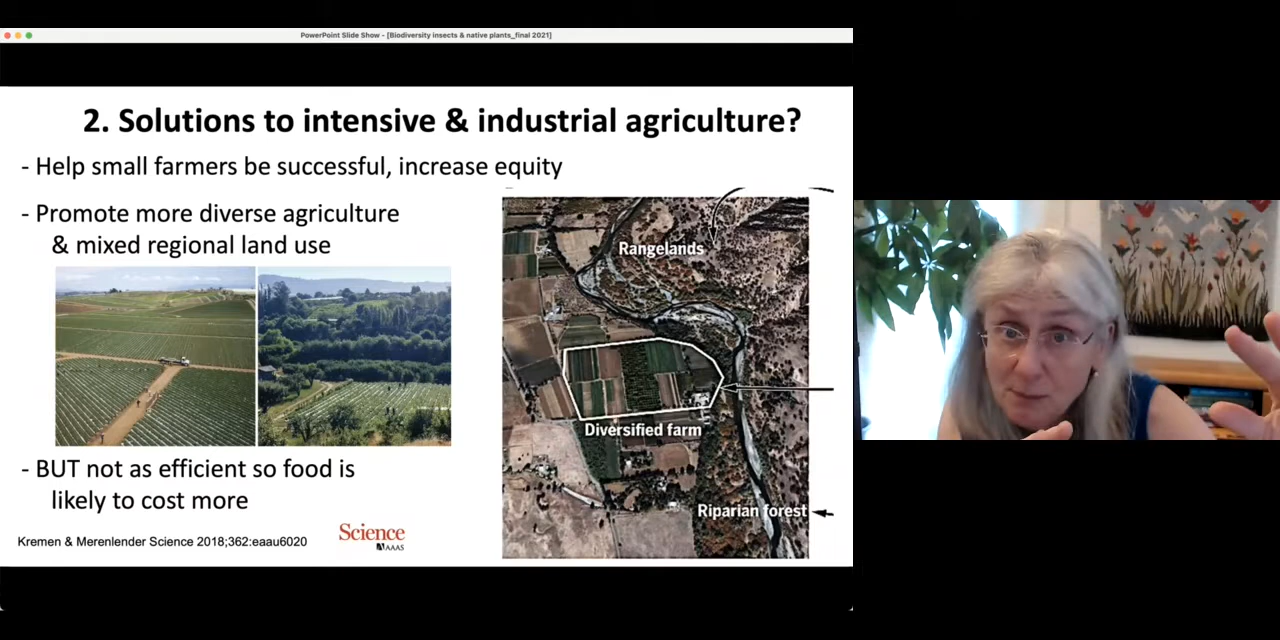 PowerPoint Slide Show - [Biodiversity insects & native plants_final 2021]
2. Solutions to intensive & industrial agriculture?
- Help small farmers be successful, increase equity
- Promote more diverse agriculture
& mixed regional land use
Rangelands
Diversified farm
Riparian forest
- BUT not as efficient so food is
likely to cost more
Kremen & Merenlender Science 2018;362:eaau6020
Science
AAAS